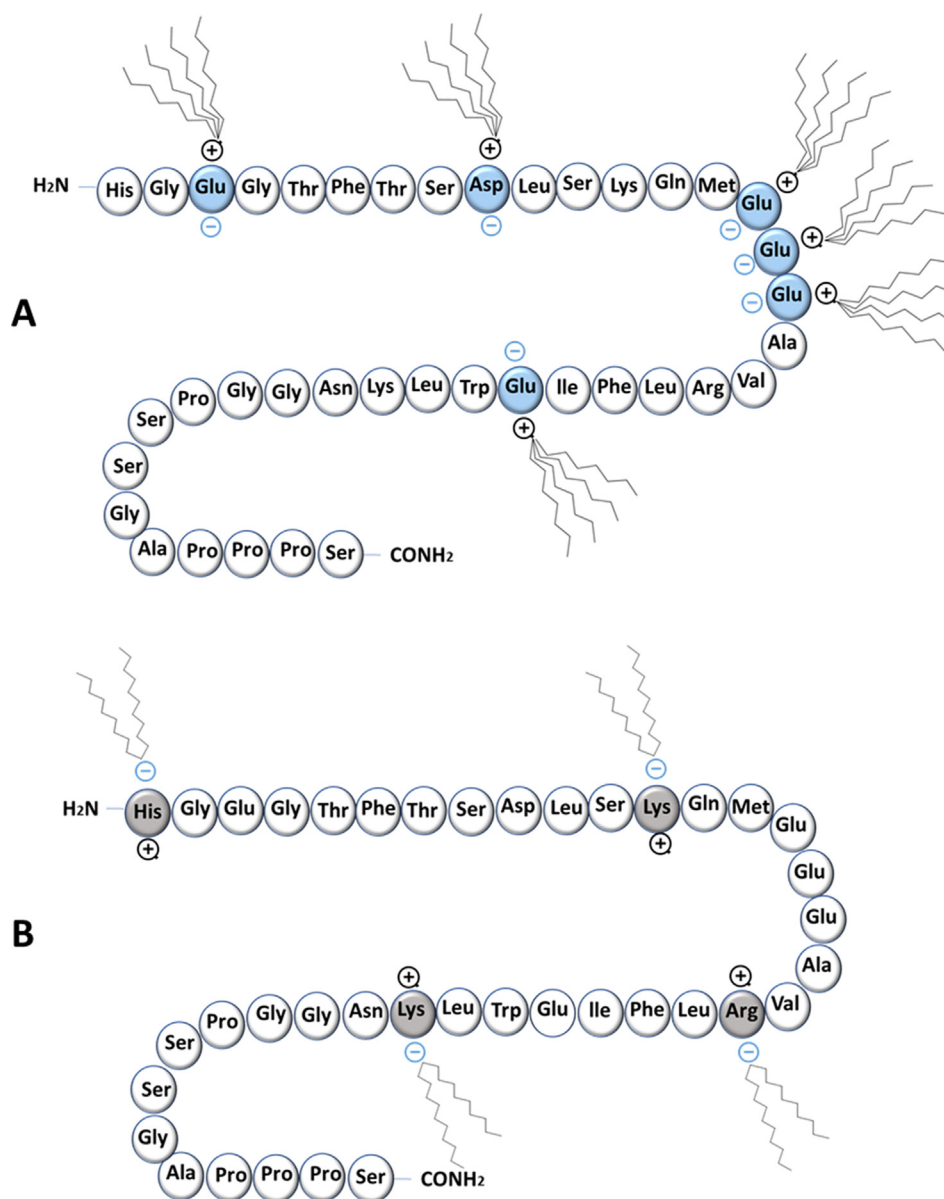 H2N His Gly Glu Gly Thr Phe Thr Ser Asp Leu Ser Lys Gln Met
Glu
Glu
Glu
A
Ala
Ser Pro Gly Gly Asn Lys Leu Trp Glu Ile Phe Leu Arg Val
Ser
Gly
Ala Pro Pro Pro Ser CONH2
H2N His Gly Glu Gly Thr Phe Thr Ser Asp Leu Ser Lys Gln Met
Glu
Glu
Glu
B
Ala
Ser Pro Gly Gly Asn Lys Leu Trp Glu Ile Phe Leu Arg Val
Ser
Gly
Ala Pro Pro Pro Ser CONH2